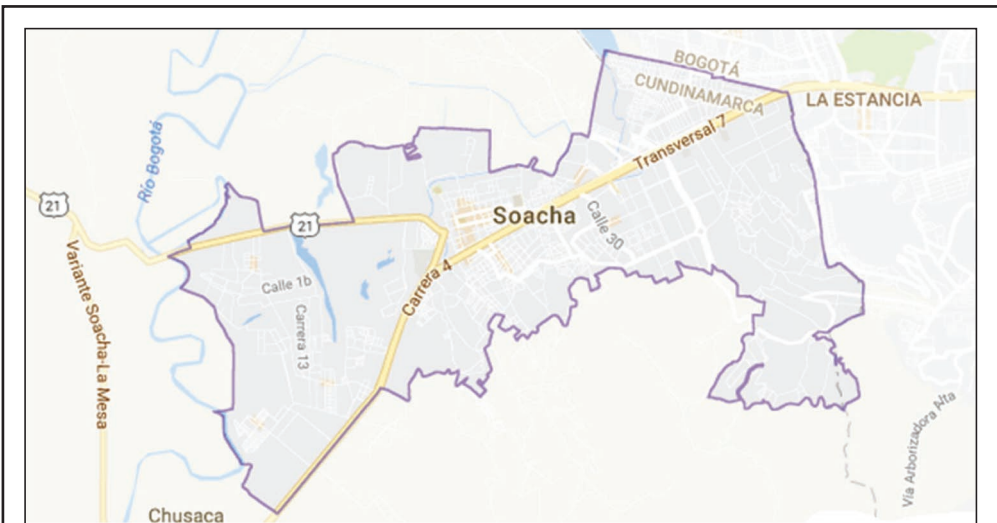 BOGOTÁ
CUNDINAMARCA
LA ESTANCIA
Transversal 7
Río Bogotá
21
21
Soacha
Calle 30
Variante Soacha-La Mesa
Calle 1b
Carrera 4
Carrera 13
Vía Arborizadora Alta
Chusaca